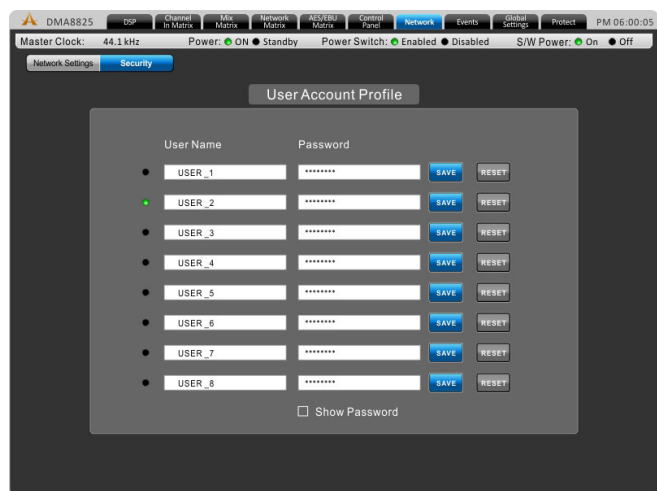 DMA8825 DSP Channel In Matrix Mix Matrix Network Matrix AES/EBU Matrix Control Panel Network Events Global Settings Protect PM 06:00:05
Master Clock: 44.1 kHz Power: ON Standby Power Switch: Enabled Disabled S/W Power: On Off
Network Settings Security
User Account Profile
User Name Password
USER_1 ******** SAVE RESET
USER_2 ******** SAVE RESET
USER_3 ******** SAVE RESET
USER_4 ******** SAVE RESET
USER_5 ******** SAVE RESET
USER_6 ******** SAVE RESET
USER_7 ******** SAVE RESET
USER_8 ******** SAVE RESET
Show Password